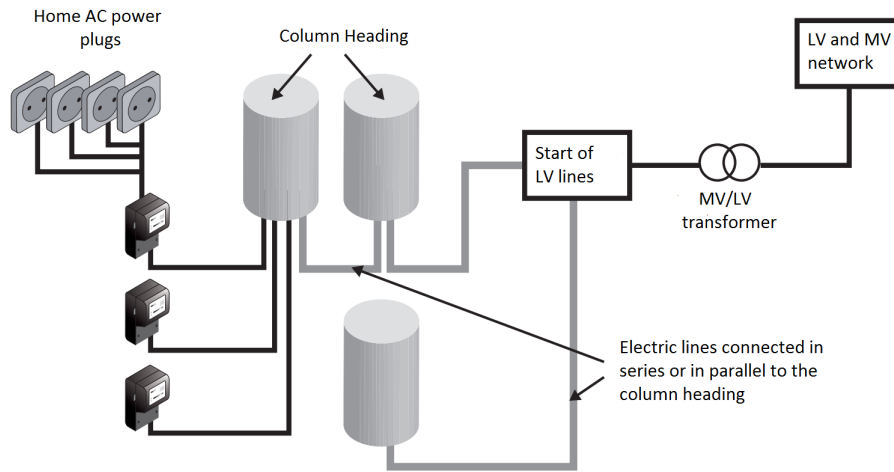 Home AC power
plugs
Column Heading
LV and MV
network
Start of
LV lines
MV/LV
transformer
Electric lines connected in
series or in parallel to the
column heading